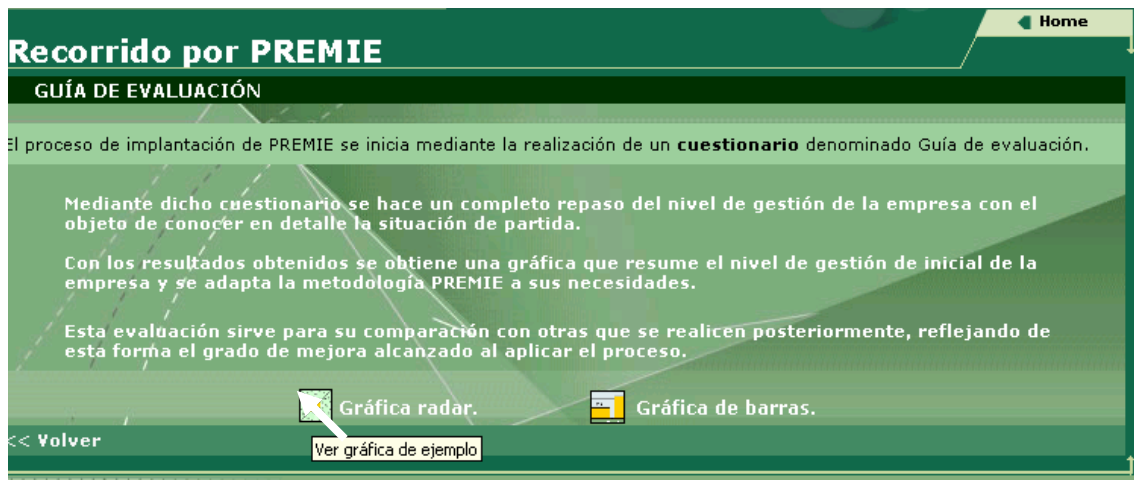 Home
Recorrido por PREMIE
GUÍA DE EVALUACIÓN
El proceso de implantación de PREMIE se inicia mediante la realización de un cuestionario denominado Guía de evaluación.
Mediante dicho cuestionario se hace un completo repaso del nivel de gestión de la empresa con el
objeto de conocer en detalle la situación de partida.
Con los resultados obtenidos se obtiene una gráfica que resume el nivel de gestión de inicial de la
empresa y se adapta la metodología PREMIE a sus necesidades.
Esta evaluación sirve para su comparación con otras que se realicen posteriormente, reflejando de
esta forma el grado de mejora alcanzado al aplicar el proceso.
Gráfica radar. Gráfica de barras.
<< Volver
Ver gráfica de ejemplo